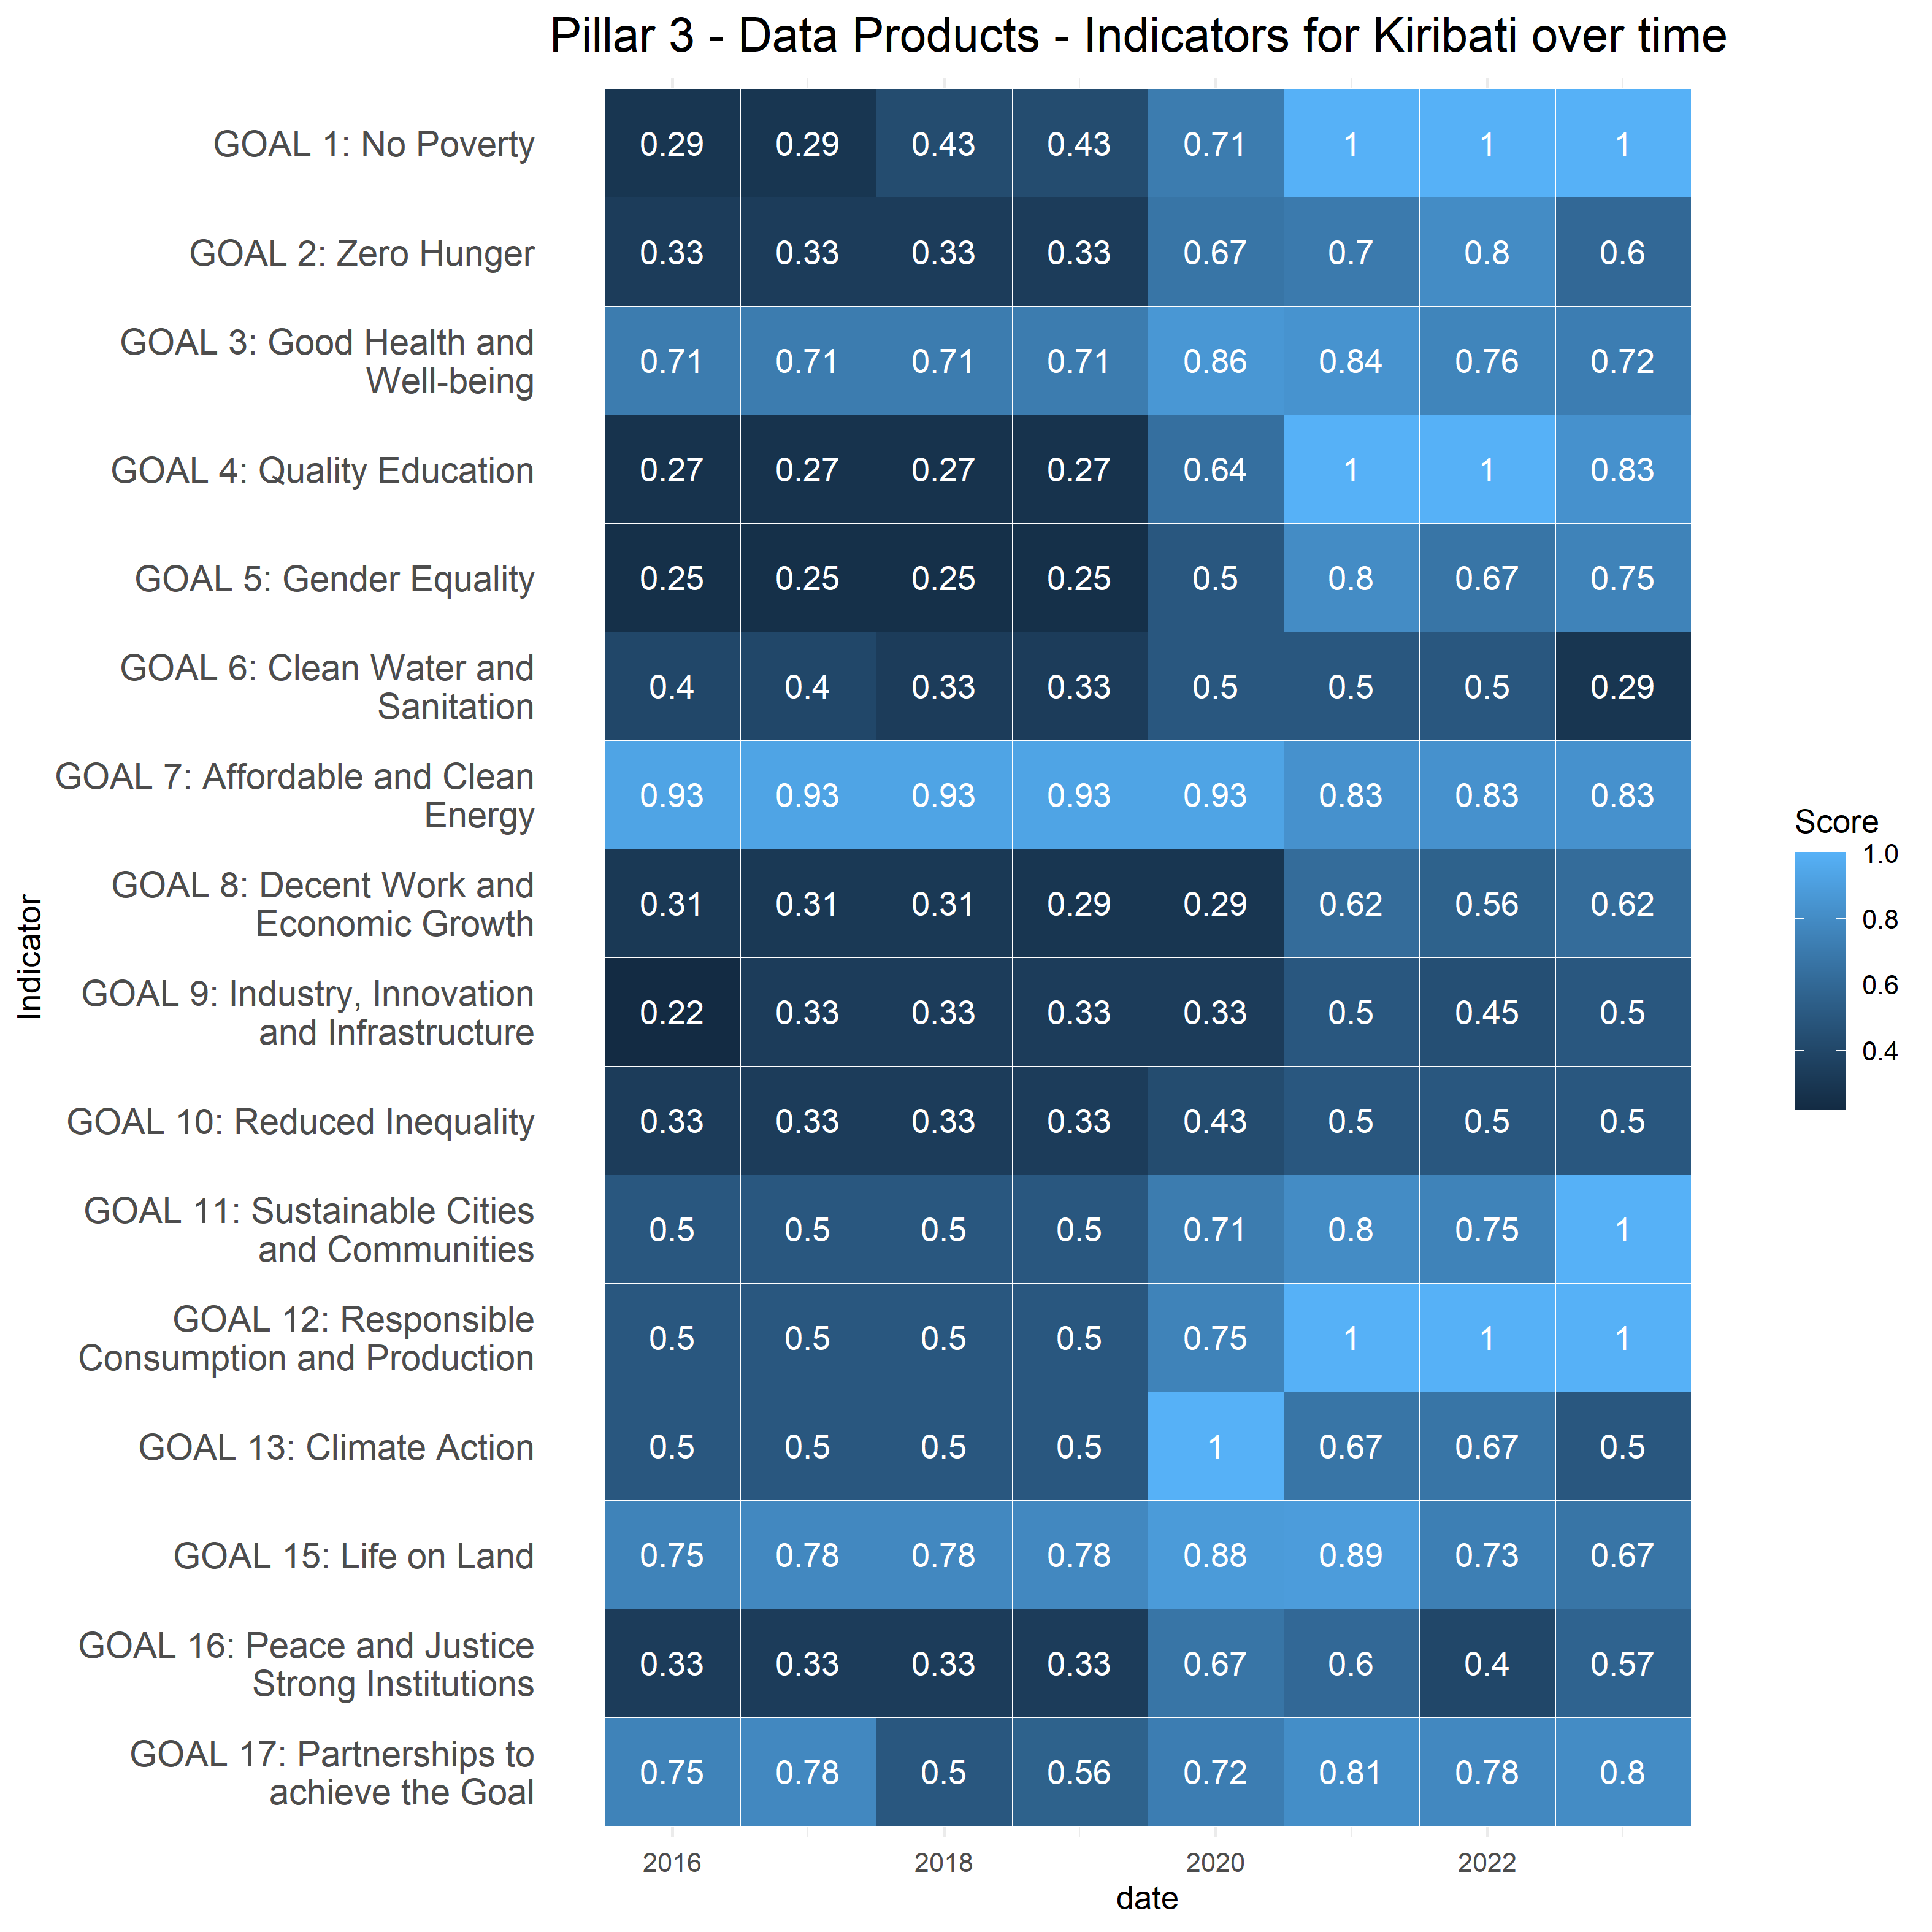 Pillar 3 - Data Products - Indicators for Kiribati over time
Indicator
GOAL 1: No Poverty
0.29 0.29 0.43 0.43 0.71 1 1 1
GOAL 2: Zero Hunger
0.33 0.33 0.33 0.33 0.67 0.7 0.8 0.6
GOAL 3: Good Health and
Well-being
0.71 0.71 0.71 0.71 0.86 0.84 0.76 0.72
GOAL 4: Quality Education
0.27 0.27 0.27 0.27 0.64 1 1 0.83
GOAL 5: Gender Equality
0.25 0.25 0.25 0.25 0.5 0.8 0.67 0.75
GOAL 6: Clean Water and
Sanitation
0.4 0.4 0.33 0.33 0.5 0.5 0.5 0.29
GOAL 7: Affordable and Clean
Energy
0.93 0.93 0.93 0.93 0.93 0.83 0.83 0.83
GOAL 8: Decent Work and
Economic Growth
0.31 0.31 0.31 0.29 0.29 0.62 0.56 0.62
GOAL 9: Industry, Innovation
and Infrastructure
0.22 0.33 0.33 0.33 0.33 0.5 0.45 0.5
GOAL 10: Reduced Inequality
0.33 0.33 0.33 0.33 0.43 0.5 0.5 0.5
GOAL 11: Sustainable Cities
and Communities
0.5 0.5 0.5 0.5 0.71 0.8 0.75 1
GOAL 12: Responsible
Consumption and Production
0.5 0.5 0.5 0.5 0.75 1 1 1
GOAL 13: Climate Action
0.5 0.5 0.5 0.5 1 0.67 0.67 0.5
GOAL 15: Life on Land
0.75 0.78 0.78 0.78 0.88 0.89 0.73 0.67
GOAL 16: Peace and Justice
Strong Institutions
0.33 0.33 0.33 0.33 0.67 0.6 0.4 0.57
GOAL 17: Partnerships to
achieve the Goal
0.75 0.78 0.5 0.56 0.72 0.81 0.78 0.8
2016 2018 2020 2022
date
Score
1.0
0.8
0.6
0.4